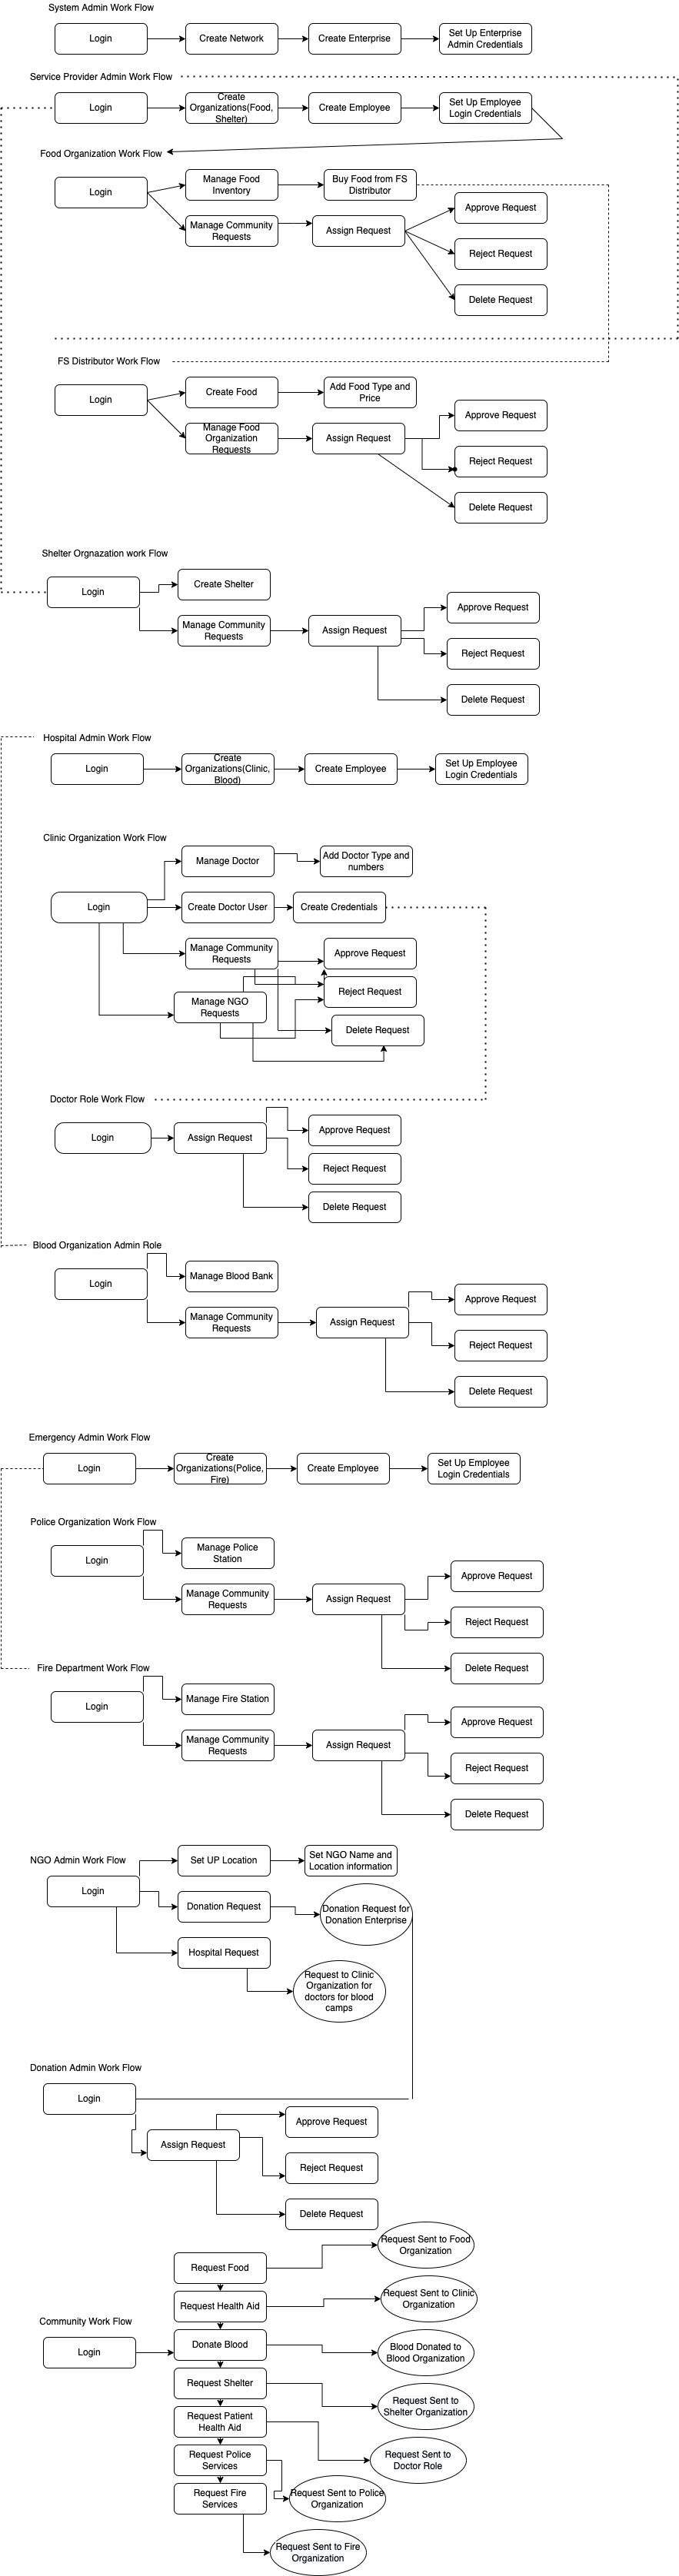 System Admin Work Flow
Login
Create Network
Create Enterprise
Set Up Enterprise
Admin Credentials
Service Provider Admin Work Flow
Login
Create
Organizations(Food,
Shelter)
Create Employee
Set Up Employee
Login Credentials
Food Organization Work Flow
Login
Manage Food
Inventory
Buy Food from FS
Distributor
Manage Community
Requests
Assign Request
Approve Request
Reject Request
Delete Request
FS Distributor Work Flow
Login
Create Food
Add Food Type and
Price
Manage Food
Organization
Requests
Assign Request
Approve Request
Reject Request
Delete Request
Shelter Orgnazation work Flow
Login
Create Shelter
Manage Community
Requests
Assign Request
Approve Request
Reject Request
Delete Request
Hospital Admin Work Flow
Login
Create
Organizations(Clinic,
Blood)
Create Employee
Set Up Employee
Login Credentials
Clinic Organization Work Flow
Manage Doctor
Add Doctor Type and
numbers
Login
Create Doctor User
Create Credentials
Manage Community
Requests
Approve Request
Manage NGO
Requests
Reject Request
Delete Request
Doctor Role Work Flow
Login
Assign Request
Approve Request
Reject Request
Delete Request
Blood Organization Admin Role
Login
Manage Blood Bank
Manage Community
Requests
Assign Request
Approve Request
Reject Request
Delete Request
Emergency Admin Work Flow
Login
Create
Organizations(Police,
Fire)
Create Employee
Set Up Employee
Login Credentials
Police Organization Work Flow
Login
Manage Police
Station
Manage Community
Requests
Assign Request
Approve Request
Reject Request
Delete Request
Fire Department Work Flow
Login
Manage Fire Station
Manage Community
Requests
Assign Request
Approve Request
Reject Request
Delete Request
NGO Admin Work Flow
Login
Set UP Location
Set NGO Name and
Location information
Donation Request
Donation Request for
Donation Enterprise
Hospital Request
Request to Clinic
Organization for
doctors for blood
camps
Donation Admin Work Flow
Login
Assign Request
Approve Request
Reject Request
Delete Request
Request Food
Request Sent to Food
Organization
Request Health Aid
Request Sent to Clinic
Organization
Community Work Flow
Login
Donate Blood
Blood Donated to
Blood Organization
Request Shelter
Request Sent to
Shelter Organization
Request Patient
Health Aid
Request Sent to
Doctor Role
Request Police
Services
Request Sent to Police
Organization
Request Fire
Services
Request Sent to Fire
Organization